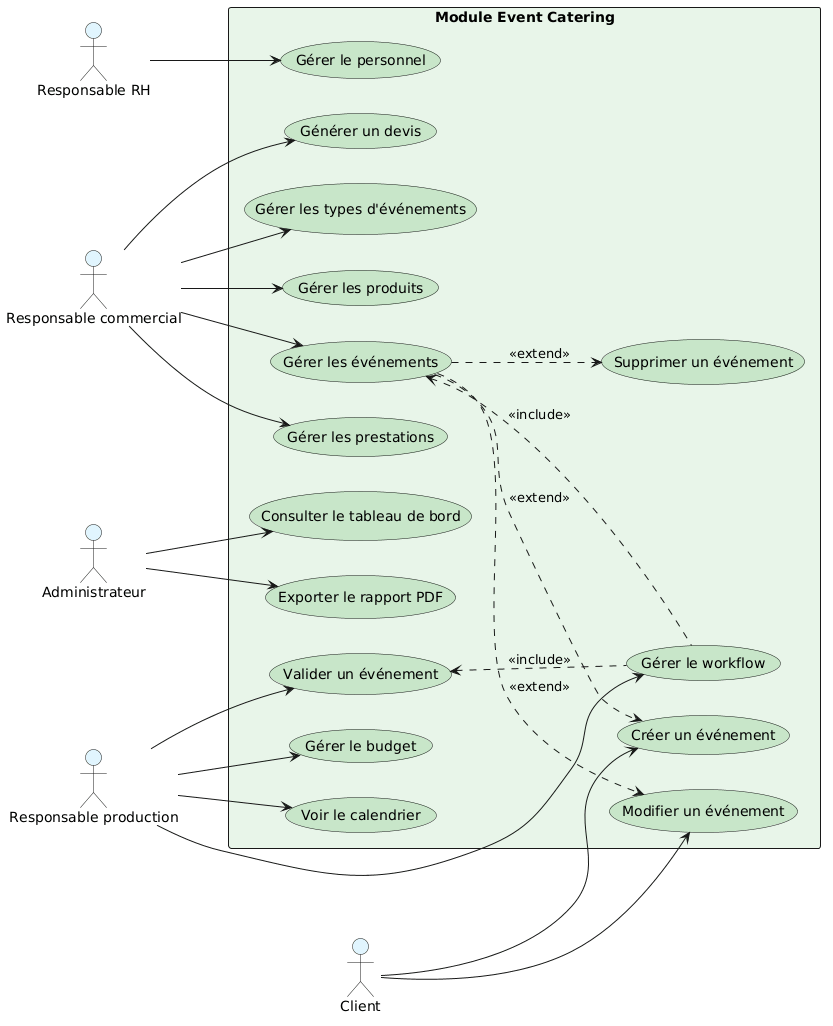 Module Event Catering
Responsable RH
Gérer le personnel
Générer un devis
Gérer les types d'événements
Responsable commercial
Gérer les produits
Gérer les événements
«extend»
Supprimer un événement
«include»
Gérer les prestations
«extend»
Consulter le tableau de bord
Administrateur
Exporter le rapport PDF
Valider un événement
«include»
Gérer le workflow
«extend»
Créer un événement
Gérer le budget
Responsable production
Voir le calendrier
Modifier un événement
Client